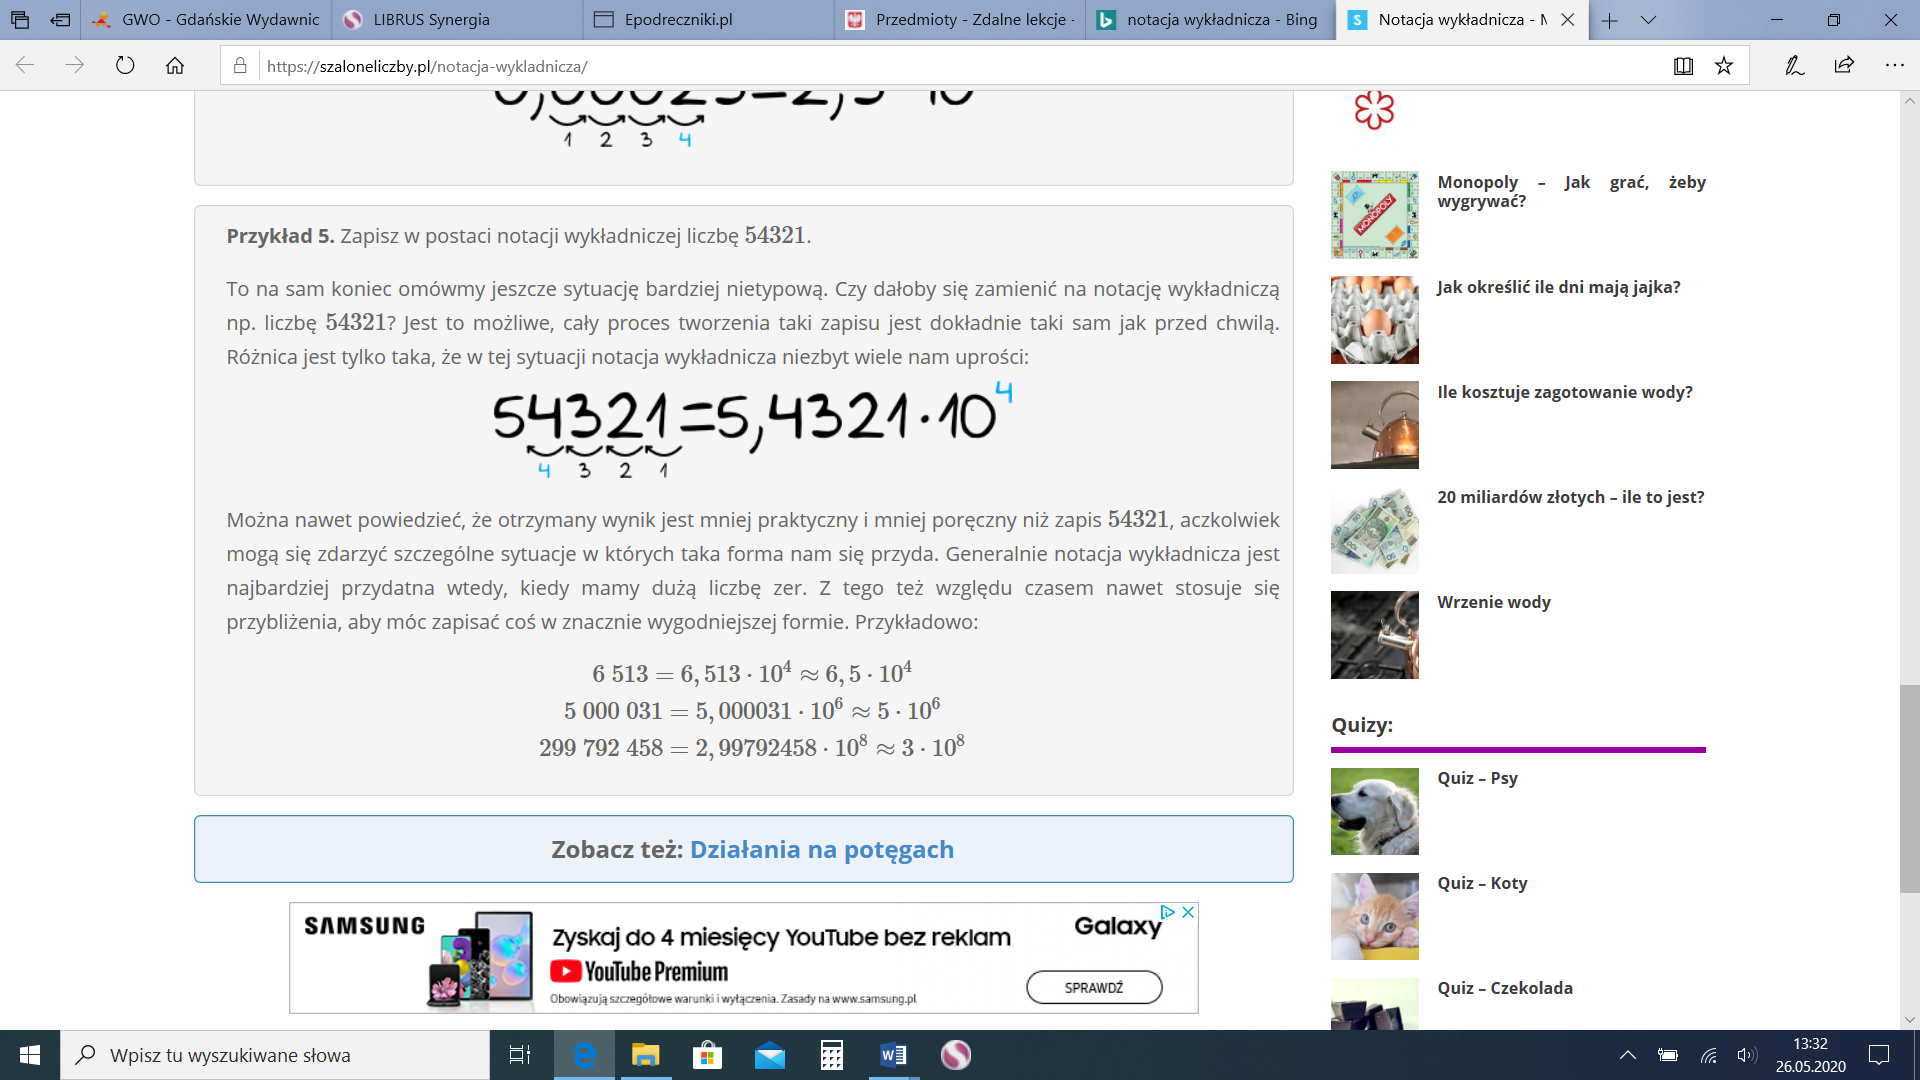 GWO - Gdańskie Wydawnic
LIBRUS Synergia
Epodreczniki.pl
Przedmioty - Zdalne lekcje -
notacja wykładnicza - Bing
Notacja wykładnicza - M
https://szaloneliczby.pl/notacja-wykladnicza/
1 2 3 4
Przykład 5. Zapisz w postaci notacji wykładniczej liczbę 54321.
To na sam koniec omówmy jeszcze sytuację bardziej nietypową. Czy dałoby się zamienić na notację wykładniczą
np. liczbę 54321? Jest to możliwe, cały proces tworzenia taki zapisu jest dokładnie taki sam jak przed chwilą.
Różnica jest tylko taka, że w tej sytuacji notacja wykładnicza niezbyt wiele nam uprości:
54321=5,4321·10⁴
4 3 2 1
Można nawet powiedzieć, że otrzymany wynik jest mniej praktyczny i mniej poręczny niż zapis 54321, aczkolwiek
mogą się zdarzyć szczególne sytuacje w których taka forma nam się przyda. Generalnie notacja wykładnicza jest
najbardziej przydatna wtedy, kiedy mamy dużą liczbę zer. Z tego też względu czasem nawet stosuje się
przybliżenia, aby móc zapisać coś w znacznie wygodniejszej formie. Przykładowo:
6 513 = 6,513 · 10⁴ ≈ 6,5 · 10⁴
5 000 031 = 5,000031 · 10⁶ ≈ 5 · 10⁶
299 792 458 = 2,99792458 · 10⁸ ≈ 3 · 10⁸
Zobacz też: Działania na potęgach
SAMSUNG
Zyskaj do 4 miesięcy YouTube bez reklam
YouTube Premium
Obowiązują szczegółowe warunki i wyłączenia. Zasady na www.samsung.pl
Galaxy
SPRAWDŹ
Monopoly – Jak grać, żeby
wygrywać?
MONOPOLY
Jak określić ile dni mają jajka?
Ile kosztuje zagotowanie wody?
20 miliardów złotych – ile to jest?
Wrzenie wody
Quizy:
Quiz – Psy
Quiz – Koty
Quiz – Czekolada
Wpisz tu wyszukiwane słowa
13:32
26.05.2020